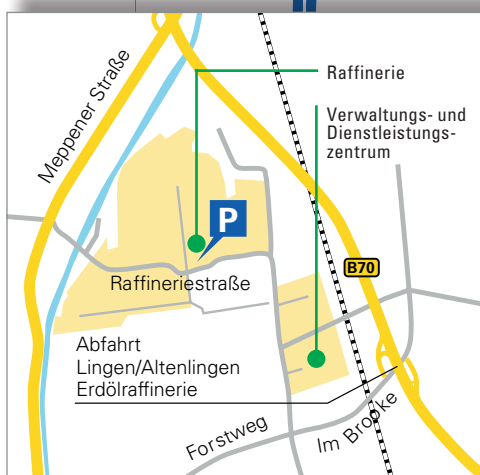 Raffinerie
Meppener Straße
Verwaltungs- und
Dienstleistungs-
zentrum
P
B70
Raffineriestraße
Abfahrt
Lingen/Altenlingen
Erdölraffinerie
Forstweg
Im Brooke